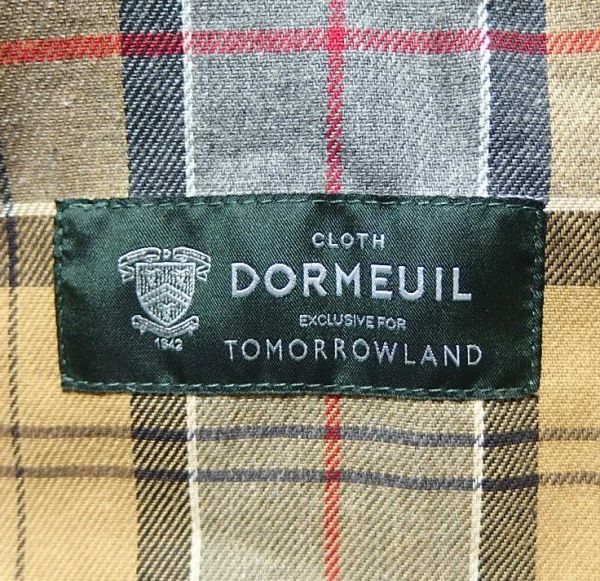 CLOTH
DORMEUIL
EXCLUSIVE FOR
TOMORROWLAND
1842